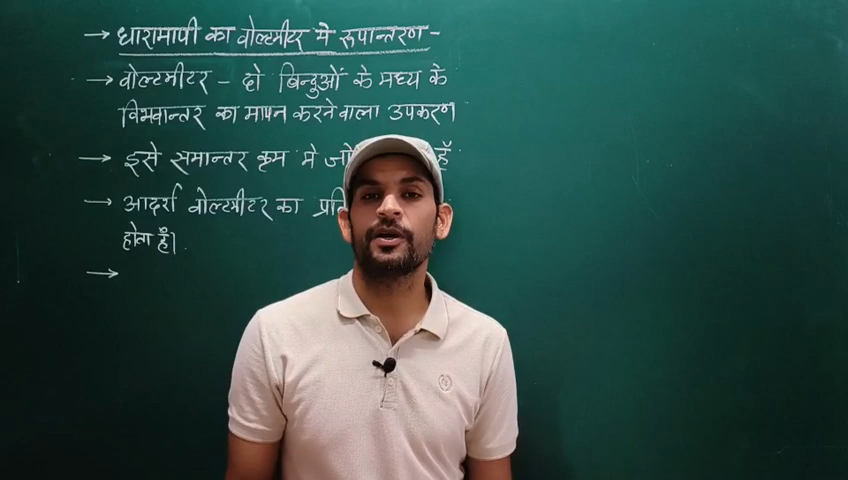 → धारामापी का वोल्टमीटर मे रूपान्तरण -
→ वोल्टमीटर - दो बिन्दुओं के मध्य के
विभवान्तर का मापन करने वाला उपकरण
→ इसे समान्तर क्रम मे हैं
→ आदर्श वोल्टमीटर का
होता हैं।
→